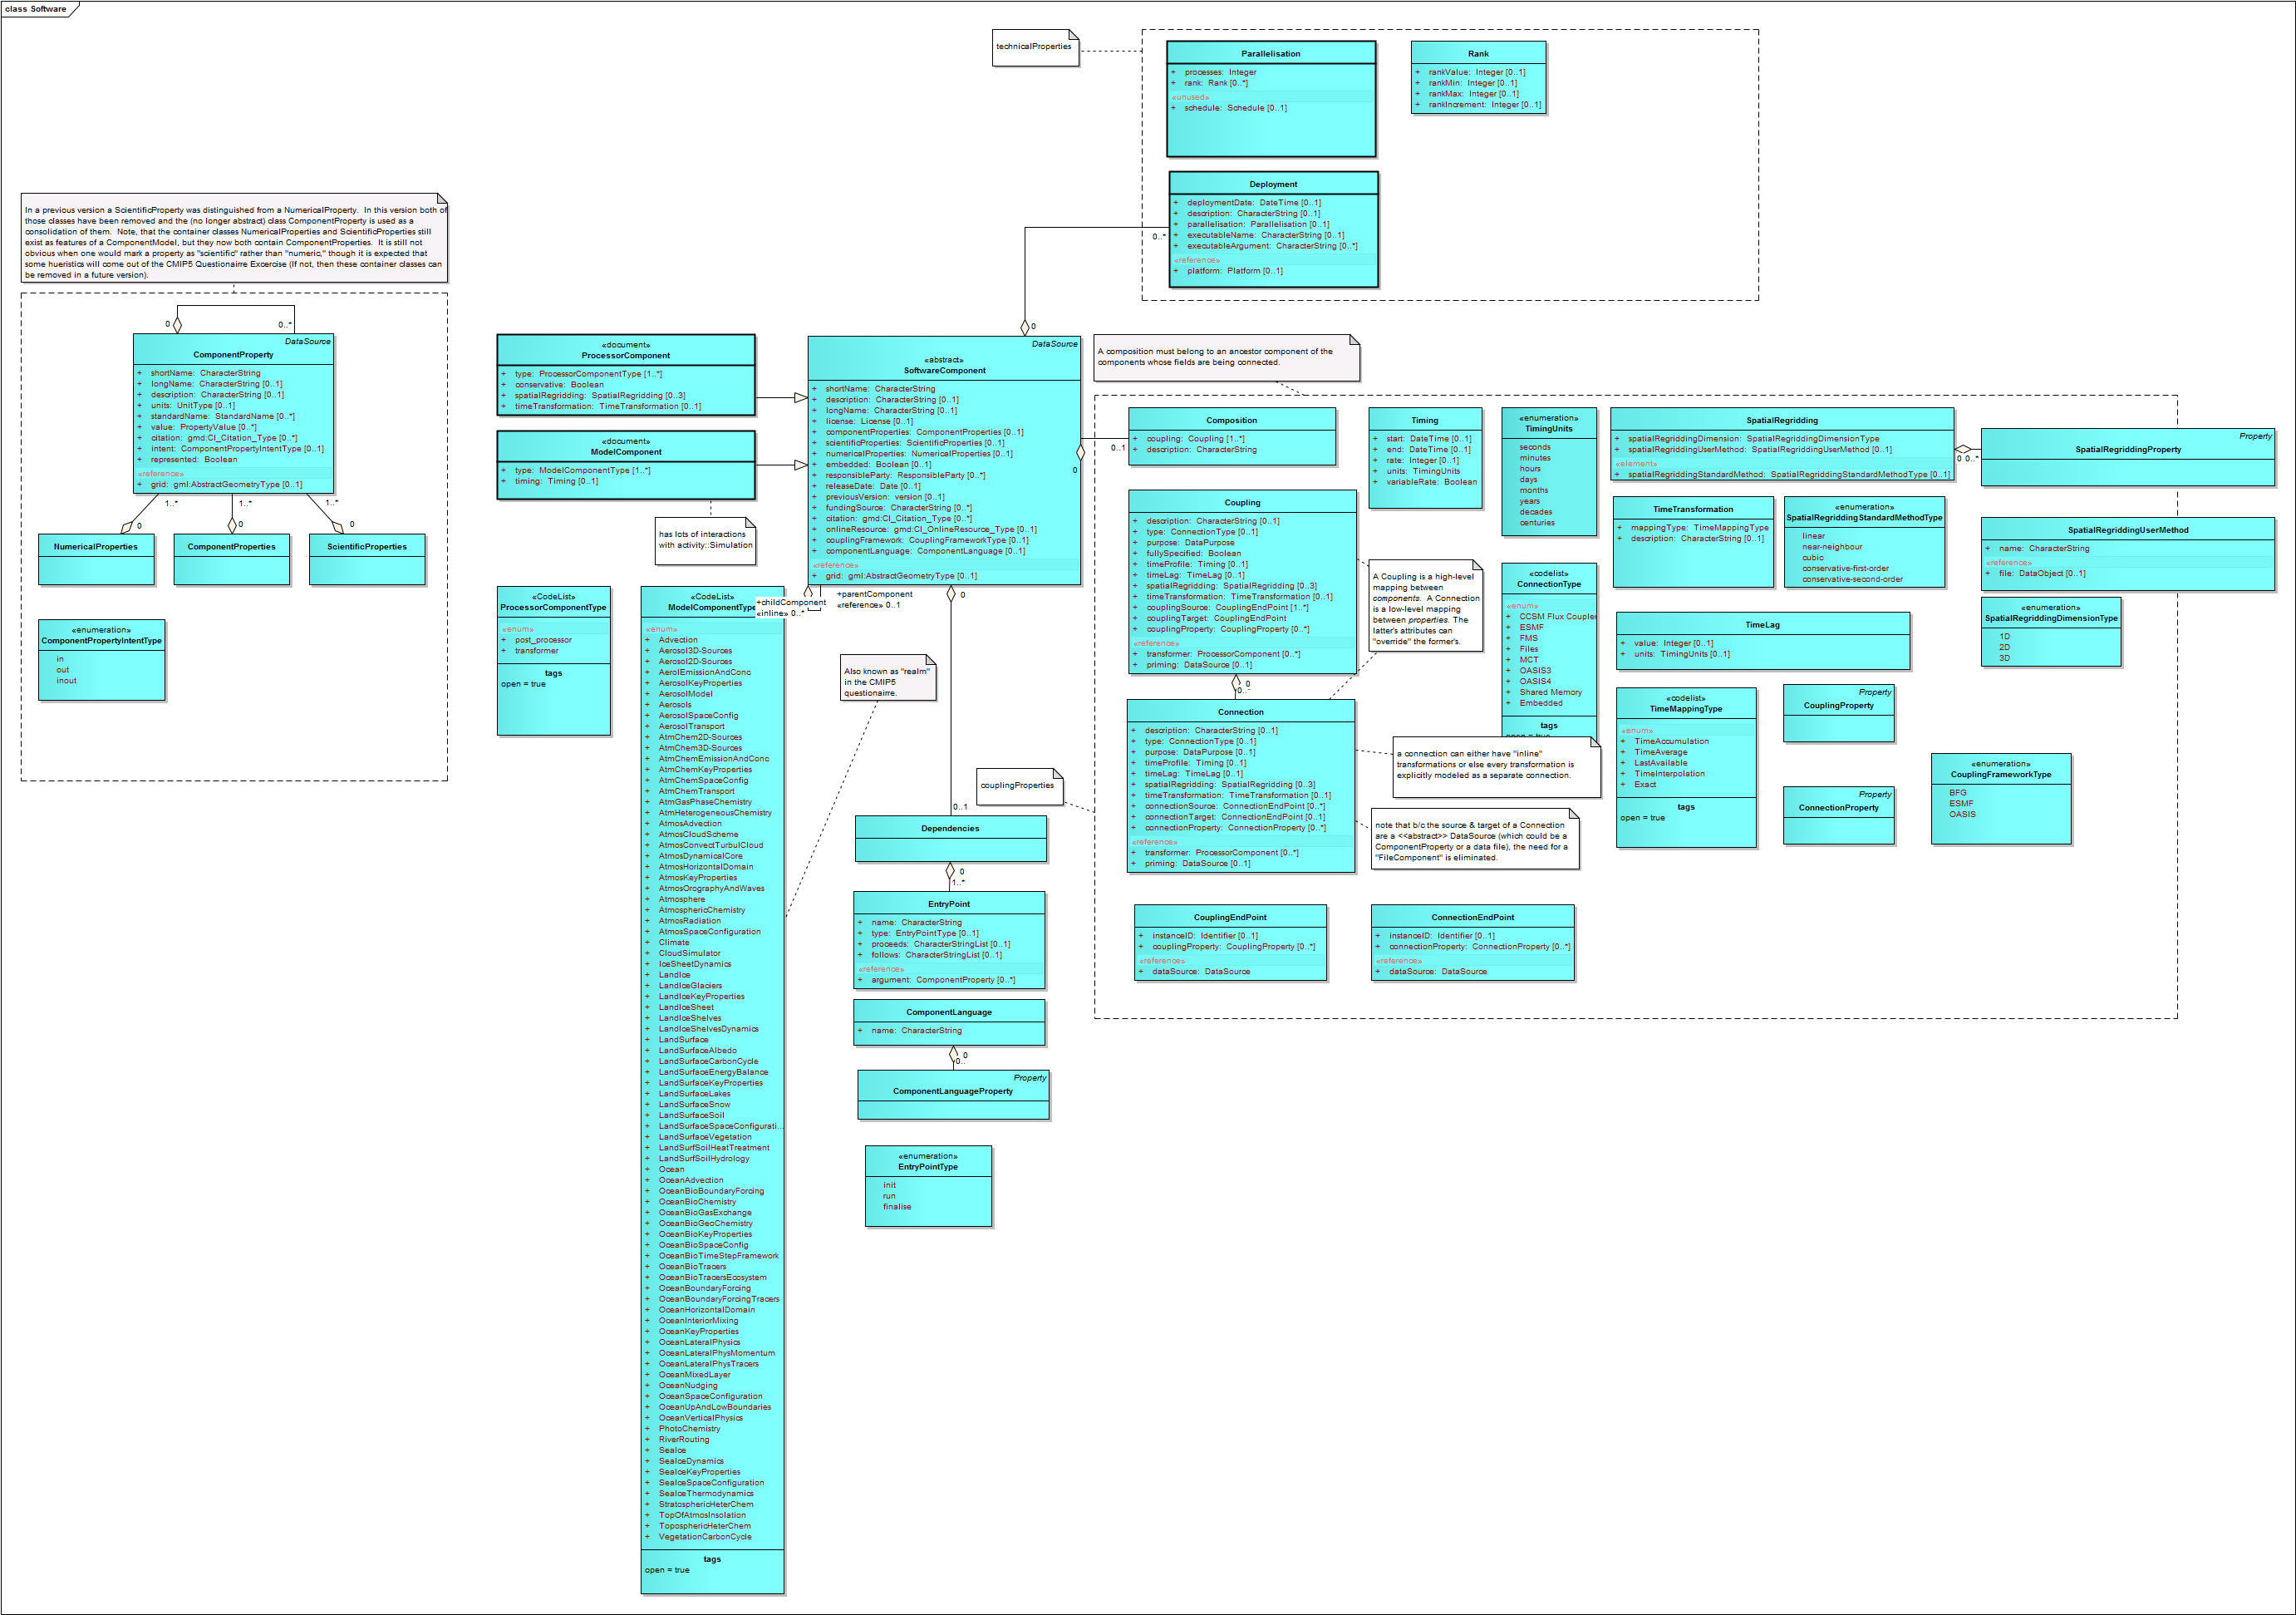 class Software
technicalProperties
Parallelisation
+ processes: Integer
+ rank: Rank [0..*]
«unused»
+ schedule: Schedule [0..1]
Rank
+ rankValue: Integer [0..1]
+ rankMin: Integer [0..1]
+ rankMax: Integer [0..1]
+ rankIncrement: Integer [0..1]
Deployment
+ deploymentDate: DateTime [0..1]
+ description: CharacterString [0..1]
+ parallelisation: Parallelisation [0..1]
+ executableName: CharacterString [0..1]
+ executableArgument: CharacterString [0..*]
«reference»
+ platform: Platform [0..1]
0..*
0
In a previous version a ScientificProperty was distinguished from a NumericalProperty. In this version both of
those classes have been removed and the (no longer abstract) class ComponentProperty is used as a
consolidation of them. Note, that the container classes NumericalProperties and ScientificProperties still
exist as features of a ComponentModel, but they now both contain ComponentProperties. It is still not
obvious when one would mark a property as "scientific" rather than "numeric," though it is expected that
some hueristics will come out of the CMIP5 Questionairre Excercise (If not, then these container classes can
be removed in a future version).
0
0..*
DataSource
ComponentProperty
+ shortName: CharacterString
+ longName: CharacterString [0..1]
+ description: CharacterString [0..1]
+ units: UnitType [0..1]
+ standardName: StandardName [0..*]
+ value: PropertyValue [0..*]
+ citation: gmd:CI_Citation_Type [0..*]
+ intent: ComponentPropertyIntentType [0..1]
+ represented: Boolean
«reference»
+ grid: gml:AbstractGeometryType [0..1]
1..*
1..*
1..*
0
0
0
NumericalProperties
ComponentProperties
ScientificProperties
«enumeration»
ComponentPropertyIntentType
in
out
inout
«document»
ProcessorComponent
+ type: ProcessorComponentType [1..*]
+ conservative: Boolean
+ spatialRegridding: SpatialRegridding [0..3]
+ timeTransformation: TimeTransformation [0..1]
«document»
ModelComponent
+ type: ModelComponentType [1..*]
+ timing: Timing [0..1]
has lots of interactions
with activity::Simulation
DataSource
«abstract»
SoftwareComponent
+ shortName: CharacterString
+ description: CharacterString [0..1]
+ longName: CharacterString [0..1]
+ license: License [0..1]
+ componentProperties: ComponentProperties [0..1]
+ scientificProperties: ScientificProperties [0..1]
+ numericalProperties: NumericalProperties [0..1]
+ embedded: Boolean [0..1]
+ responsibleParty: ResponsibleParty [0..*]
+ releaseDate: Date [0..1]
+ previousVersion: version [0..1]
+ fundingSource: CharacterString [0..*]
+ citation: gmd:CI_Citation_Type [0..*]
+ onlineResource: gmd:CI_OnlineResource_Type [0..1]
+ couplingFramework: CouplingFrameworkType [0..1]
+ componentLanguage: ComponentLanguage [0..1]
«reference»
+ grid: gml:AbstractGeometryType [0..1]
+childComponent
«inline» 0..*
+parentComponent
«reference» 0..1
0
0..1
0
0..1
«CodeList»
ProcessorComponentType
«enum»
+ post_processor
+ transformer
tags
open = true
«CodeList»
ModelComponentType
«enum»
+ Advection
+ Aerosol3D-Sources
+ Aerosol2D-Sources
+ AerolEmissionAndConc
+ AerosolKeyProperties
+ AerosolModel
+ Aerosols
+ AerosolSpaceConfig
+ AerosolTransport
+ AtmChem2D-Sources
+ AtmChem3D-Sources
+ AtmChemEmissionAndConc
+ AtmChemKeyProperties
+ AtmChemSpaceConfig
+ AtmChemTransport
+ AtmGasPhaseChemistry
+ AtmHeterogeneousChemistry
+ AtmosAdvection
+ AtmosCloudScheme
+ AtmosConvectTurbulCloud
+ AtmosDynamicalCore
+ AtmosHorizontalDomain
+ AtmosKeyProperties
+ AtmosOrographyAndWaves
+ Atmosphere
+ AtmosphericChemistry
+ AtmosRadiation
+ AtmosSpaceConfiguration
+ Climate
+ CloudSimulator
+ IceSheetDynamics
+ LandIce
+ LandIceGlaciers
+ LandIceKeyProperties
+ LandIceSheet
+ LandIceShelves
+ LandIceShelvesDynamics
+ LandSurface
+ LandSurfaceAlbedo
+ LandSurfaceCarbonCycle
+ LandSurfaceEnergyBalance
+ LandSurfaceKeyProperties
+ LandSurfaceLakes
+ LandSurfaceSnow
+ LandSurfaceSoil
+ LandSurfaceSpaceConfigurati...
+ LandSurfaceVegetation
+ LandSurfSoilHeatTreatment
+ LandSurfSoilHydrology
+ Ocean
+ OceanAdvection
+ OceanBioBoundaryForcing
+ OceanBioChemistry
+ OceanBioGasExchange
+ OceanBioGeoChemistry
+ OceanBioKeyProperties
+ OceanBioSpaceConfig
+ OceanBioTimeStepFramework
+ OceanBioTracers
+ OceanBioTracersEcosystem
+ OceanBoundaryForcing
+ OceanBoundaryForcingTracers
+ OceanHorizontalDomain
+ OceanInteriorMixing
+ OceanKeyProperties
+ OceanLateralPhysics
+ OceanLateralPhysMomentum
+ OceanLateralPhysTracers
+ OceanMixedLayer
+ OceanNudging
+ OceanSpaceConfiguration
+ OceanUpAndLowBoundaries
+ OceanVerticalPhysics
+ PhotoChemistry
+ RiverRouting
+ SeaIce
+ SeaIceDynamics
+ SeaIceKeyProperties
+ SeaIceSpaceConfiguration
+ SeaIceThermodynamics
+ StratosphericHeterChem
+ TopOfAtmosInsolation
+ ToposphericHeterChem
+ VegetationCarbonCycle
tags
open = true
Also known as "realm"
in the CMIP5
questionairre.
Dependencies
0
1..*
EntryPoint
+ name: CharacterString
+ type: EntryPointType [0..1]
+ proceeds: CharacterStringList [0..1]
+ follows: CharacterStringList [0..1]
«reference»
+ argument: ComponentProperty [0..*]
ComponentLanguage
+ name: CharacterString
0
0..*
Property
ComponentLanguageProperty
«enumeration»
EntryPointType
init
run
finalise
A composition must belong to an ancestor component of the
components whose fields are being connected.
couplingProperties
Composition
+ coupling: Coupling [1..*]
+ description: CharacterString
Coupling
+ description: CharacterString [0..1]
+ type: ConnectionType [0..1]
+ purpose: DataPurpose
+ fullySpecified: Boolean
+ timeProfile: Timing [0..1]
+ timeLag: TimeLag [0..1]
+ spatialRegridding: SpatialRegridding [0..3]
+ timeTransformation: TimeTransformation [0..1]
+ couplingSource: CouplingEndPoint [1..*]
+ couplingTarget: CouplingEndPoint
+ couplingProperty: CouplingProperty [0..*]
«reference»
+ transformer: ProcessorComponent [0..*]
+ priming: DataSource [0..1]
0
0..*
Connection
+ description: CharacterString [0..1]
+ type: ConnectionType [0..1]
+ purpose: DataPurpose [0..1]
+ timeProfile: Timing [0..1]
+ timeLag: TimeLag [0..1]
+ spatialRegridding: SpatialRegridding [0..3]
+ timeTransformation: TimeTransformation [0..1]
+ connectionSource: ConnectionEndPoint [0..*]
+ connectionTarget: ConnectionEndPoint [0..1]
+ connectionProperty: ConnectionProperty [0..*]
«reference»
+ transformer: ProcessorComponent [0..*]
+ priming: DataSource [0..1]
CouplingEndPoint
+ instanceID: Identifier [0..1]
+ couplingProperty: CouplingProperty [0..*]
«reference»
+ dataSource: DataSource
ConnectionEndPoint
+ instanceID: Identifier [0..1]
+ connectionProperty: ConnectionProperty [0..*]
«reference»
+ dataSource: DataSource
Timing
+ start: DateTime [0..1]
+ end: DateTime [0..1]
+ rate: Integer [0..1]
+ units: TimingUnits
+ variableRate: Boolean
A Coupling is a high-level
mapping between
components. A Connection
is a low-level mapping
between properties. The
latter's attributes can
"override" the former's.
a connection can either have "inline"
transformations or else every transformation is
explicitly modeled as a separate connection.
note that b/c the source & target of a Connection
are a <<abstract>> DataSource (which could be a
ComponentProperty or a data file), the need for a
"FileComponent" is eliminated.
«enumeration»
TimingUnits
seconds
minutes
hours
days
months
years
decades
centuries
«codelist»
ConnectionType
«enum»
+ CCSM Flux Coupler
+ ESMF
+ FMS
+ Files
+ MCT
+ OASIS3
+ OASIS4
+ Shared Memory
+ Embedded
tags
open = true
SpatialRegridding
+ spatialRegriddingDimension: SpatialRegriddingDimensionType
+ spatialRegriddingUserMethod: SpatialRegriddingUserMethod [0..1]
«element»
+ spatialRegriddingStandardMethod: SpatialRegriddingStandardMethodType [0..1]
0 0..*
Property
SpatialRegriddingProperty
TimeTransformation
+ mappingType: TimeMappingType
+ description: CharacterString [0..1]
«enumeration»
SpatialRegriddingStandardMethodType
linear
near-neighbour
cubic
conservative-first-order
conservative-second-order
SpatialRegriddingUserMethod
+ name: CharacterString
«reference»
+ file: DataObject [0..1]
«enumeration»
SpatialRegriddingDimensionType
1D
2D
3D
TimeLag
+ value: Integer [0..1]
+ units: TimingUnits [0..1]
«codelist»
TimeMappingType
«enum»
+ TimeAccumulation
+ TimeAverage
+ LastAvailable
+ TimeInterpolation
+ Exact
tags
open = true
Property
CouplingProperty
Property
ConnectionProperty
«enumeration»
CouplingFrameworkType
BFG
ESMF
OASIS